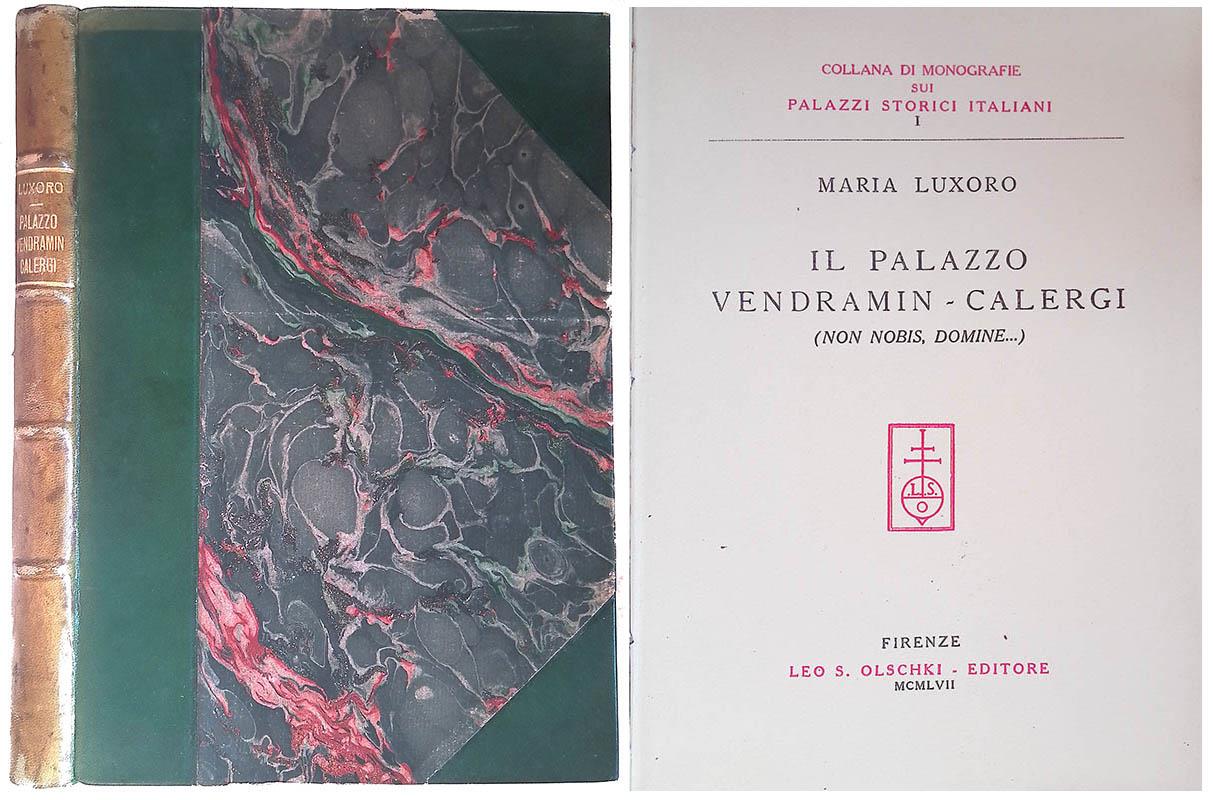 LUXORO
PALAZZO
VENDRAMIN
CALERGI
COLLANA DI MONOGRAFIE
SUI
PALAZZI STORICI ITALIANI
I
MARIA LUXORO
IL PALAZZO
VENDRAMIN - CALERGI
(NON NOBIS, DOMINE...)
.L.S.
O
FIRENZE
LEO S. OLSCHKI - EDITORE
MCMLVII